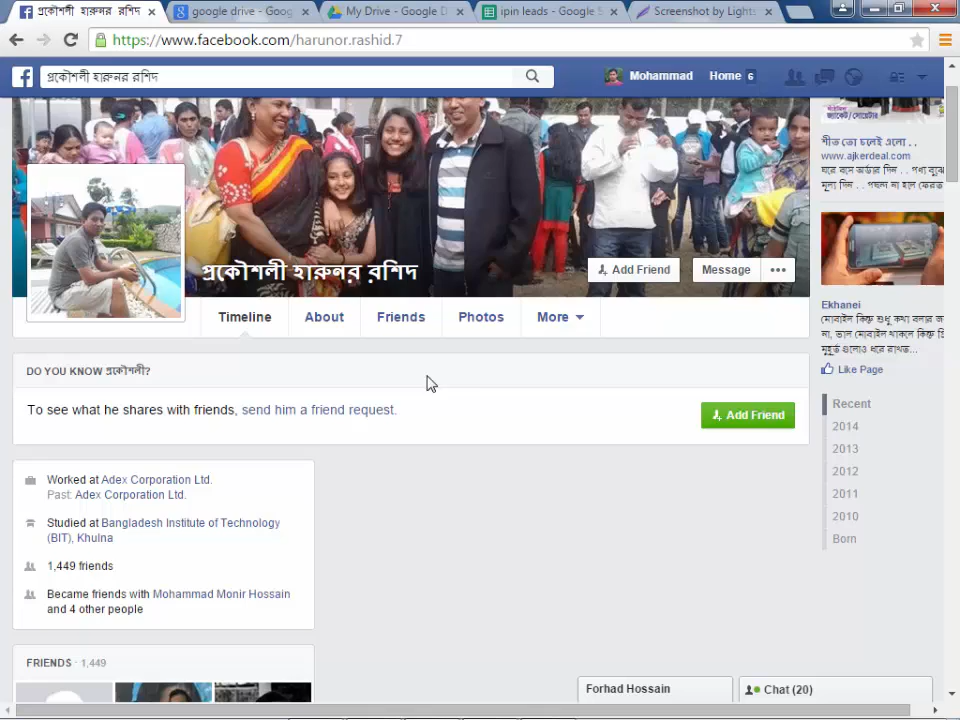 প্রকৌশলী হারুনর রশিদ
google drive - Goog
My Drive - Google D
ipin leads - Google S
Screenshot by Lights
https://www.facebook.com/harunor.rashid.7
প্রকৌশলী হারুনর রশিদ
Mohammad
Home 6
শীত তো চলেই এলো . .
www.ajkerdeal.com
প্রকৌশলী হারুনর রশিদ
Add Friend
Message
•••
Timeline
About
Friends
Photos
More
Ekhanei
Like Page
DO YOU KNOW প্রকৌশলী?
To see what he shares with friends, send him a friend request.
Add Friend
Recent
2014
2013
2012
2011
2010
Born
Worked at Adex Corporation Ltd.
Past: Adex Corporation Ltd.
Studied at Bangladesh Institute of Technology
(BIT), Khulna
1,449 friends
Became friends with Mohammad Monir Hossain
and 4 other people
FRIENDS · 1,449
Forhad Hossain
Chat (20)